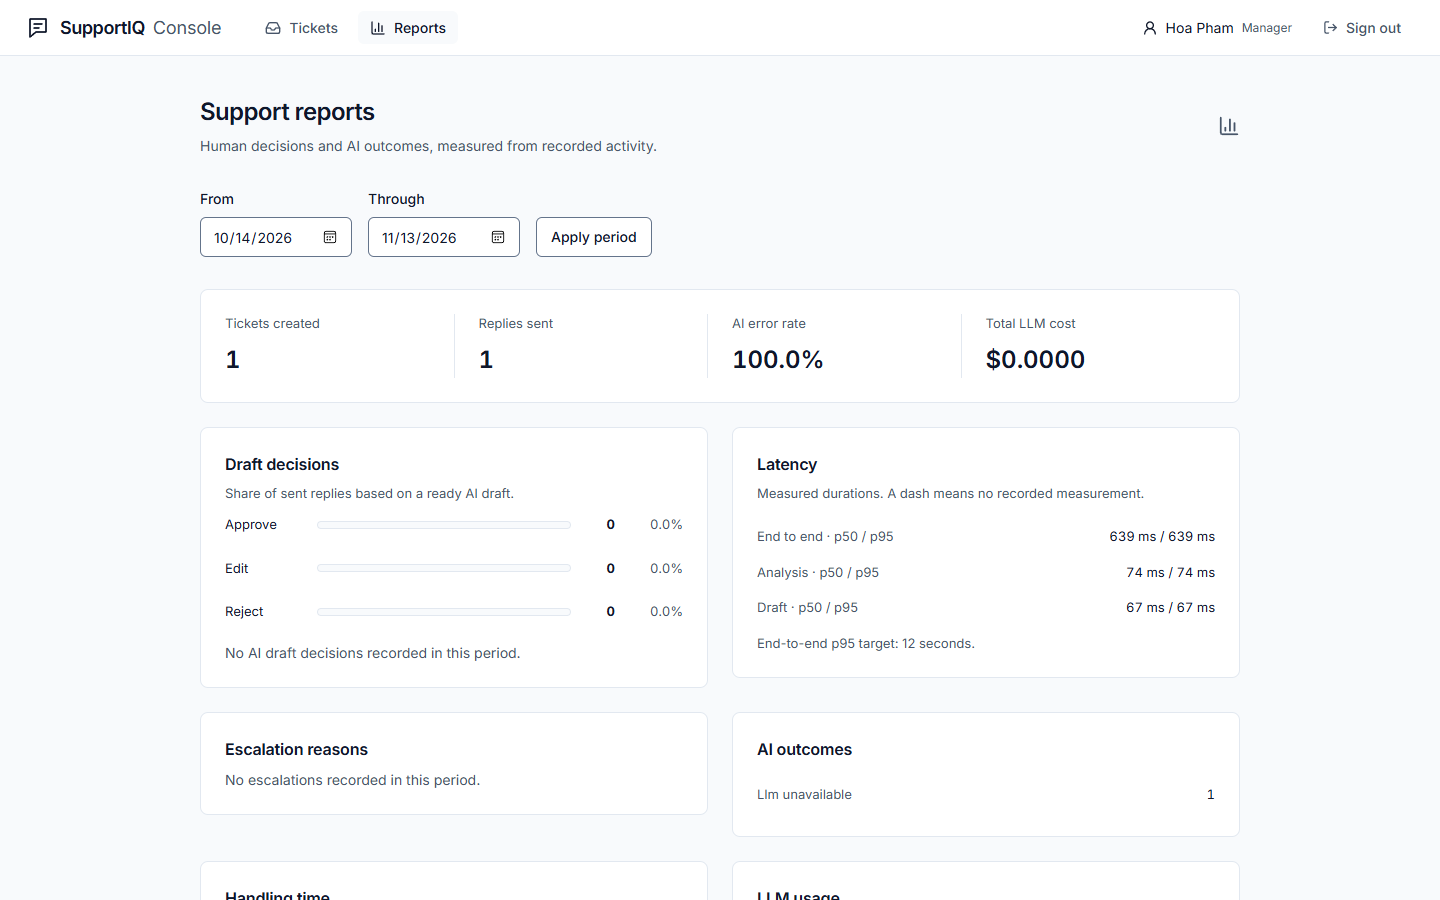 SupportIQ Console
Tickets
Reports
Hoa Pham Manager
Sign out
Support reports
Human decisions and AI outcomes, measured from recorded activity.
From
Through
10/14/2026
11/13/2026
Apply period
Tickets created
1
Replies sent
1
AI error rate
100.0%
Total LLM cost
$0.0000
Draft decisions
Share of sent replies based on a ready AI draft.
Approve 0 0.0%
Edit 0 0.0%
Reject 0 0.0%
No AI draft decisions recorded in this period.
Latency
Measured durations. A dash means no recorded measurement.
End to end · p50 / p95 639 ms / 639 ms
Analysis · p50 / p95 74 ms / 74 ms
Draft · p50 / p95 67 ms / 67 ms
End-to-end p95 target: 12 seconds.
Escalation reasons
No escalations recorded in this period.
AI outcomes
Llm unavailable 1
Handling time
LLM usage